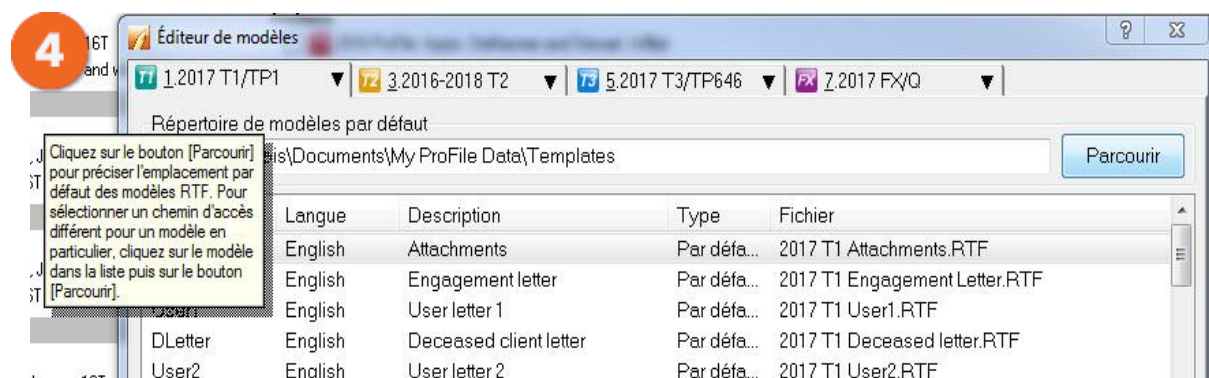 4
16T
and w
Éditeur de modèles
T1 1.2017 T1/TP1
T2 3.2016-2018 T2
T3 5.2017 T3/TP646
FX 7.2017 FX/Q
Répertoire de modèles par défaut
is\Documents\My ProFile Data\Templates
Parcourir
Cliquez sur le bouton [Parcourir]
pour préciser l'emplacement par
défaut des modèles RTF. Pour
sélectionner un chemin d'accès
différent pour un modèle en
particulier, cliquez sur le modèle
dans la liste puis sur le bouton
[Parcourir].
Langue Description Type Fichier
English Attachments Par défa... 2017 T1 Attachments.RTF
English Engagement letter Par défa... 2017 T1 Engagement Letter.RTF
User1 English User letter 1 Par défa... 2017 T1 User1.RTF
DLetter English Deceased client letter Par défa... 2017 T1 Deceased letter.RTF
User2 English User letter 2 Par défa... 2017 T1 User2.RTF